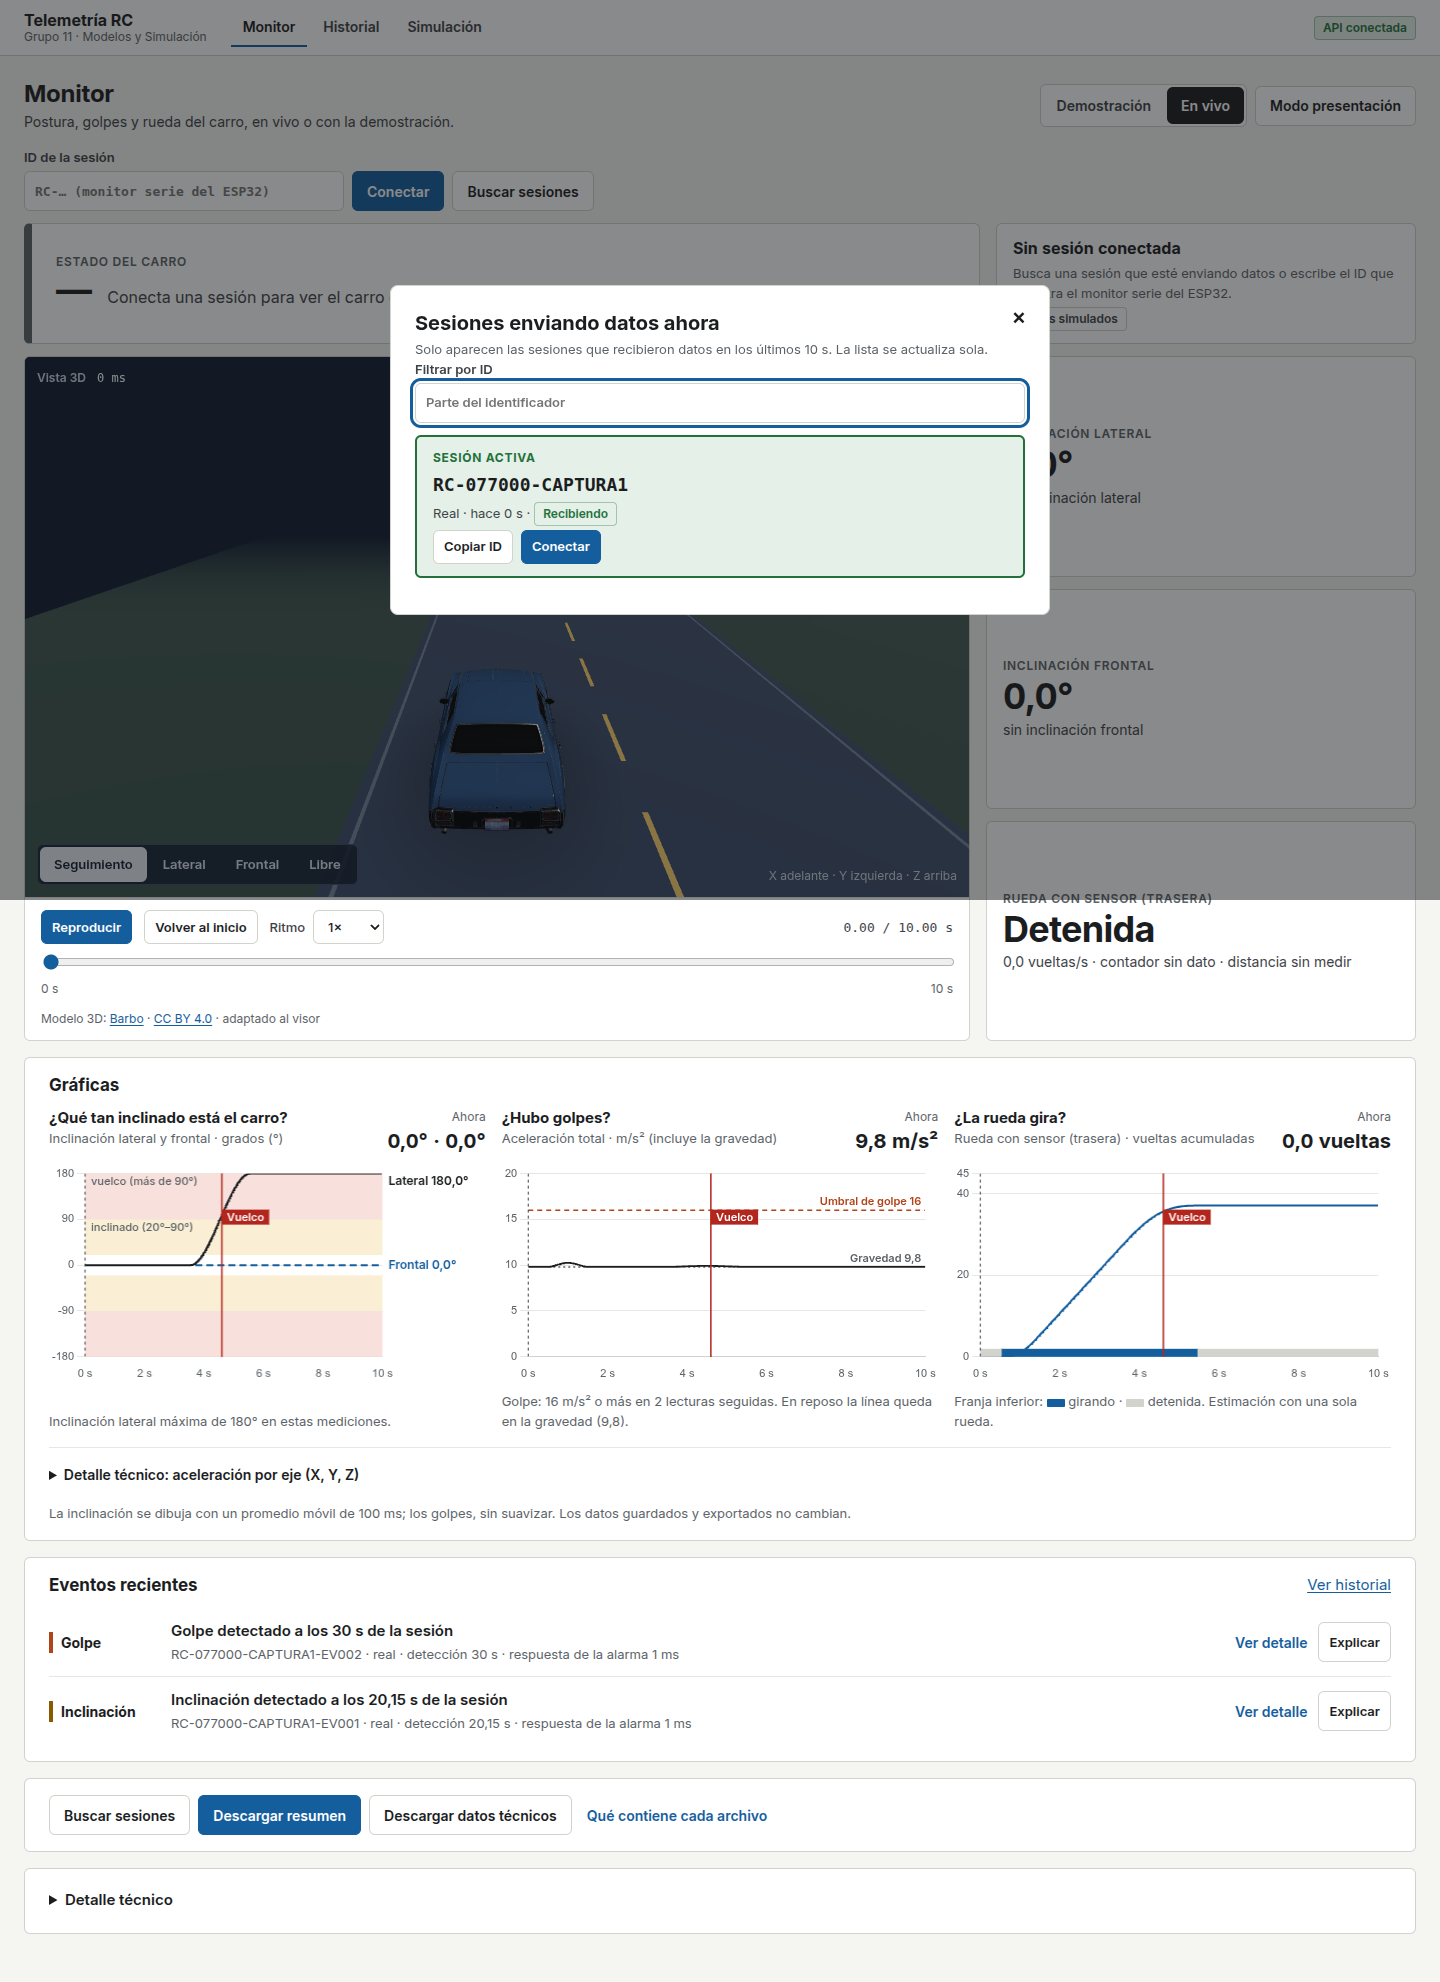 Telemetría RC
Grupo 11 · Modelos y Simulación
Monitor
Historial
Simulación
API conectada
Monitor
Postura, golpes y rueda del carro, en vivo o con la demostración.
Demostración
En vivo
Modo presentación
ID de la sesión
RC-… (monitor serie del ESP32)
Conectar
Buscar sesiones
ESTADO DEL CARRO
— Conecta una sesión para ver el carro
Sin sesión conectada
Busca una sesión que esté enviando datos o escribe el ID que
ra el monitor serie del ESP32.
s simulados
Sesiones enviando datos ahora
×
Solo aparecen las sesiones que recibieron datos en los últimos 10 s. La lista se actualiza sola.
Filtrar por ID
Parte del identificador
SESIÓN ACTIVA
RC-077000-CAPTURA1
Real · hace 0 s · Recibiendo
Copiar ID
Conectar
Vista 3D 0 ms
Seguimiento
Lateral
Frontal
Libre
X adelante · Y izquierda · Z arriba
ACIÓN LATERAL
0°
inación lateral
INCLINACIÓN FRONTAL
0,0°
sin inclinación frontal
RUEDA CON SENSOR (TRASERA)
Detenida
0,0 vueltas/s · contador sin dato · distancia sin medir
Reproducir
Volver al inicio
Ritmo
1×
0.00 / 10.00 s
0 s
10 s
Modelo 3D: Barbo · CC BY 4.0 · adaptado al visor
Gráficas
¿Qué tan inclinado está el carro?
Inclinación lateral y frontal · grados (°)
Ahora
0,0° · 0,0°
180
90
0
-90
-180
vuelco (más de 90°)
inclinado (20°–90°)
Vuelco
Lateral 180,0°
Frontal 0,0°
0 s
2 s
4 s
6 s
8 s
10 s
Inclinación lateral máxima de 180° en estas mediciones.
¿Hubo golpes?
Aceleración total · m/s² (incluye la gravedad)
Ahora
9,8 m/s²
20
15
10
5
0
Umbral de golpe 16
Vuelco
Gravedad 9,8
0 s
2 s
4 s
6 s
8 s
10 s
Golpe: 16 m/s² o más en 2 lecturas seguidas. En reposo la línea queda
en la gravedad (9,8).
¿La rueda gira?
Rueda con sensor (trasera) · vueltas acumuladas
Ahora
0,0 vueltas
45
40
20
0
Vuelco
0 s
2 s
4 s
6 s
8 s
10 s
Franja inferior: girando · detenida. Estimación con una sola
rueda.
Detalle técnico: aceleración por eje (X, Y, Z)
La inclinación se dibuja con un promedio móvil de 100 ms; los golpes, sin suavizar. Los datos guardados y exportados no cambian.
Eventos recientes
Ver historial
Golpe
Golpe detectado a los 30 s de la sesión
RC-077000-CAPTURA1-EV002 · real · detección 30 s · respuesta de la alarma 1 ms
Ver detalle
Explicar
Inclinación
Inclinación detectado a los 20,15 s de la sesión
RC-077000-CAPTURA1-EV001 · real · detección 20,15 s · respuesta de la alarma 1 ms
Ver detalle
Explicar
Buscar sesiones
Descargar resumen
Descargar datos técnicos
Qué contiene cada archivo
Detalle técnico